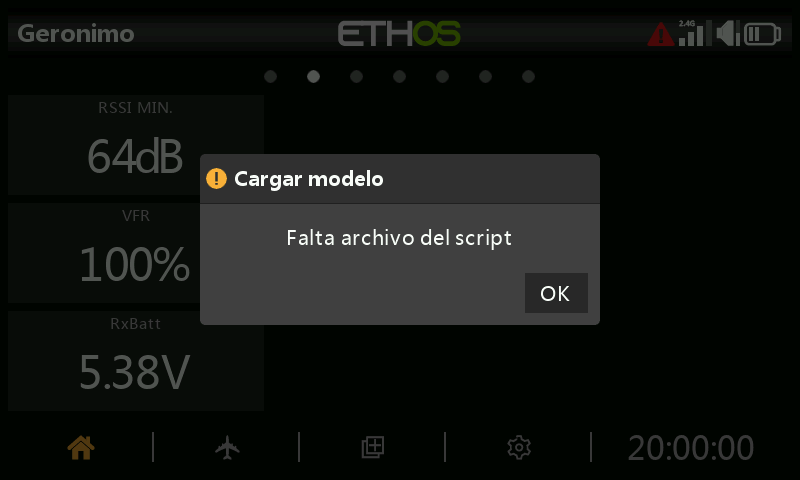 Geronimo
ETHOS
2.4G
RSSI MIN.
64dB
VFR
100%
RxBatt
5.38V
Cargar modelo
Falta archivo del script
OK
20:00:00